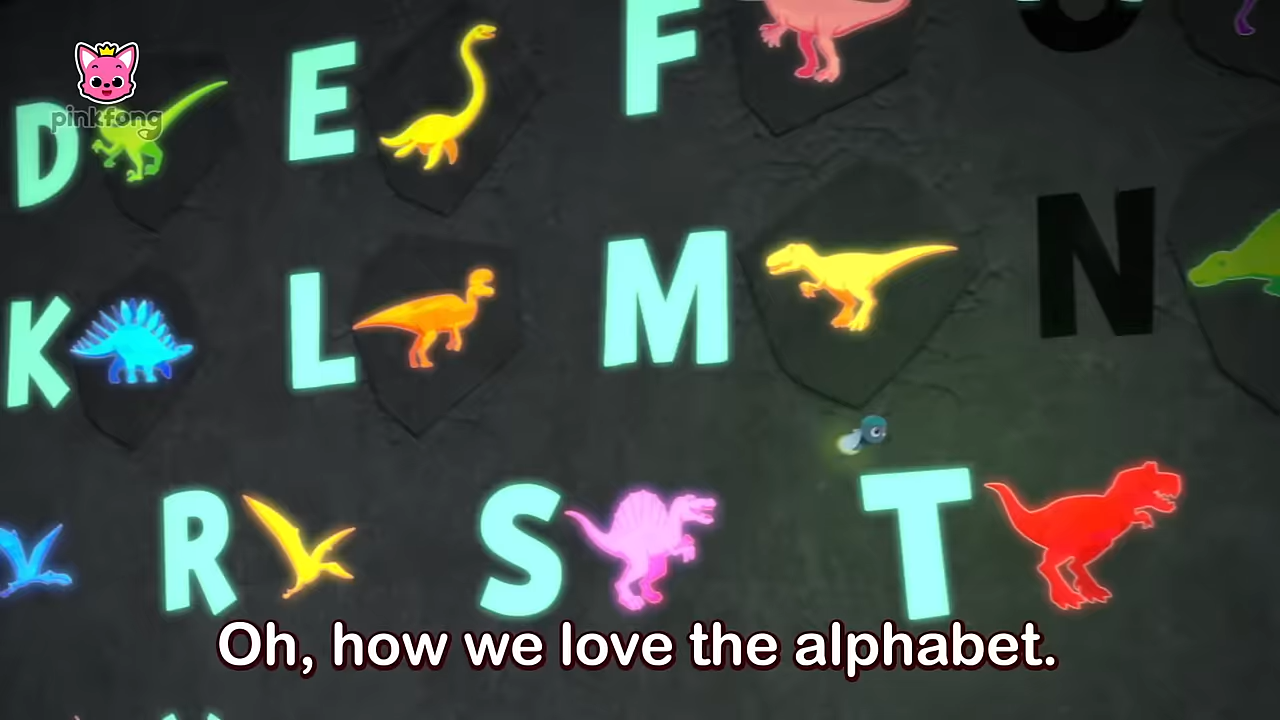 pinkfong
D E F
K L M N
R S T
Oh, how we love the alphabet.